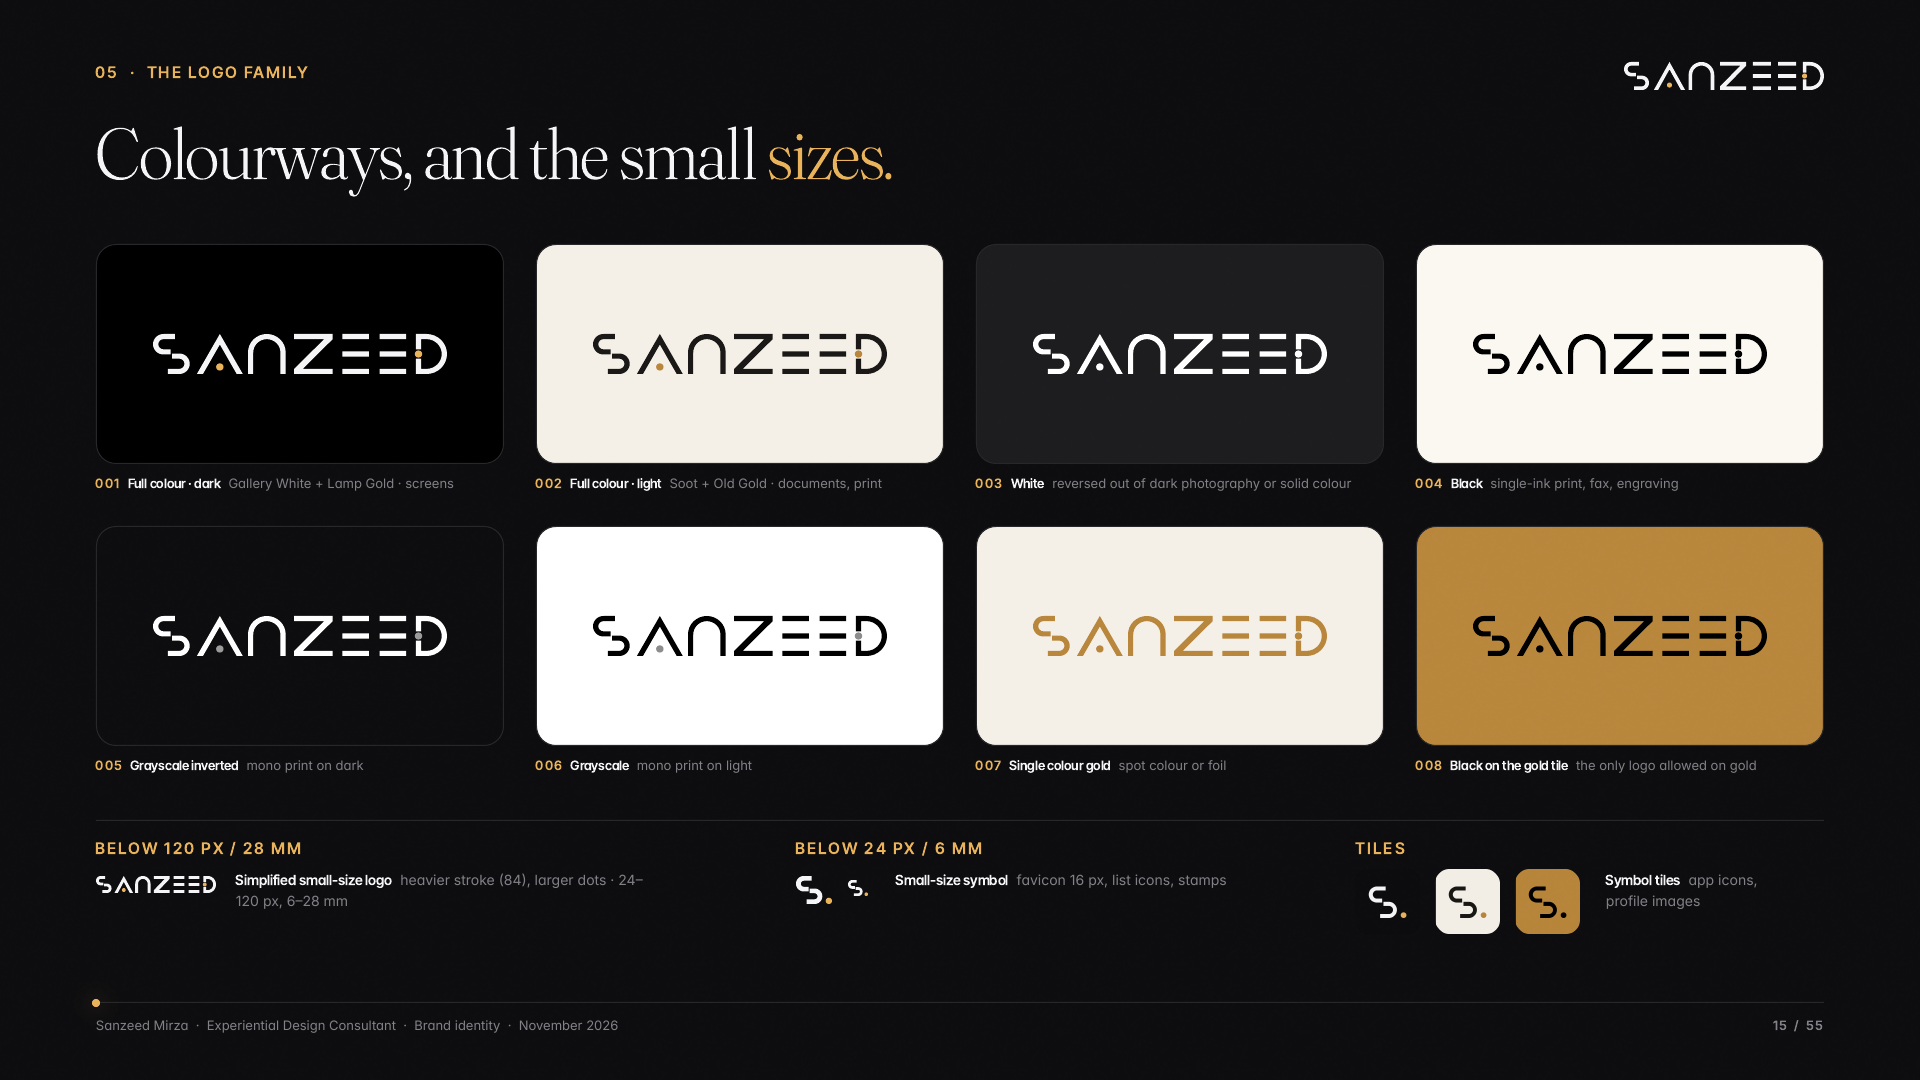 05 · THE LOGO FAMILY
SANZEED
Colourways, and the small sizes.
SANZEED
SANZEED
SANZEED
SANZEED
001 Full colour · dark Gallery White + Lamp Gold · screens
002 Full colour · light Soot + Old Gold · documents, print
003 White reversed out of dark photography or solid colour
004 Black single-ink print, fax, engraving
SANZEED
SANZEED
SANZEED
SANZEED
005 Grayscale inverted mono print on dark
006 Grayscale mono print on light
007 Single colour gold spot colour or foil
008 Black on the gold tile the only logo allowed on gold
BELOW 120 PX / 28 MM
SANZEED Simplified small-size logo heavier stroke (84), larger dots · 24–
120 px, 6–28 mm
BELOW 24 PX / 6 MM
S. S. Small-size symbol favicon 16 px, list icons, stamps
TILES
S. S. S. Symbol tiles app icons,
profile images
Sanzeed Mirza · Experiential Design Consultant · Brand identity · November 2026
15 / 55